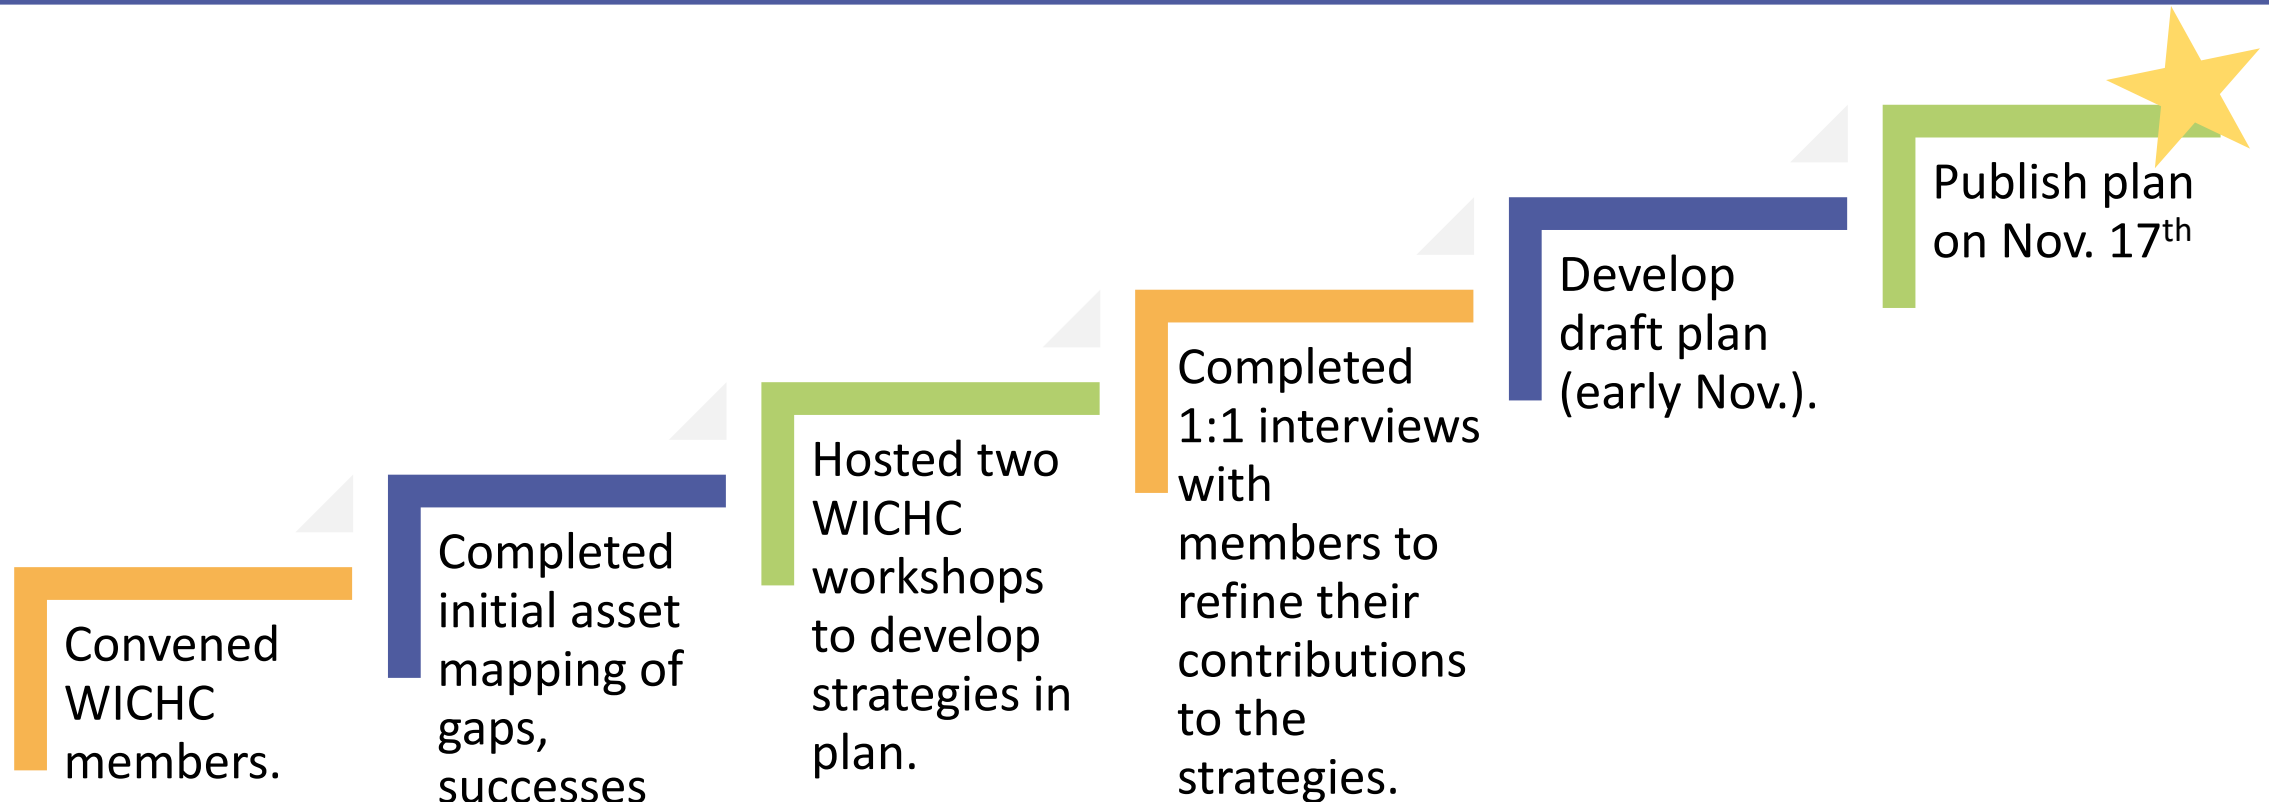 Convened
WICHC
members.
Completed
initial asset
mapping of
gaps,
successes
Hosted two
WICHC
workshops
to develop
strategies in
plan.
Completed
1:1 interviews
with
members to
refine their
contributions
to the
strategies.
Develop
draft plan
(early Nov.).
Publish plan
on Nov. 17th